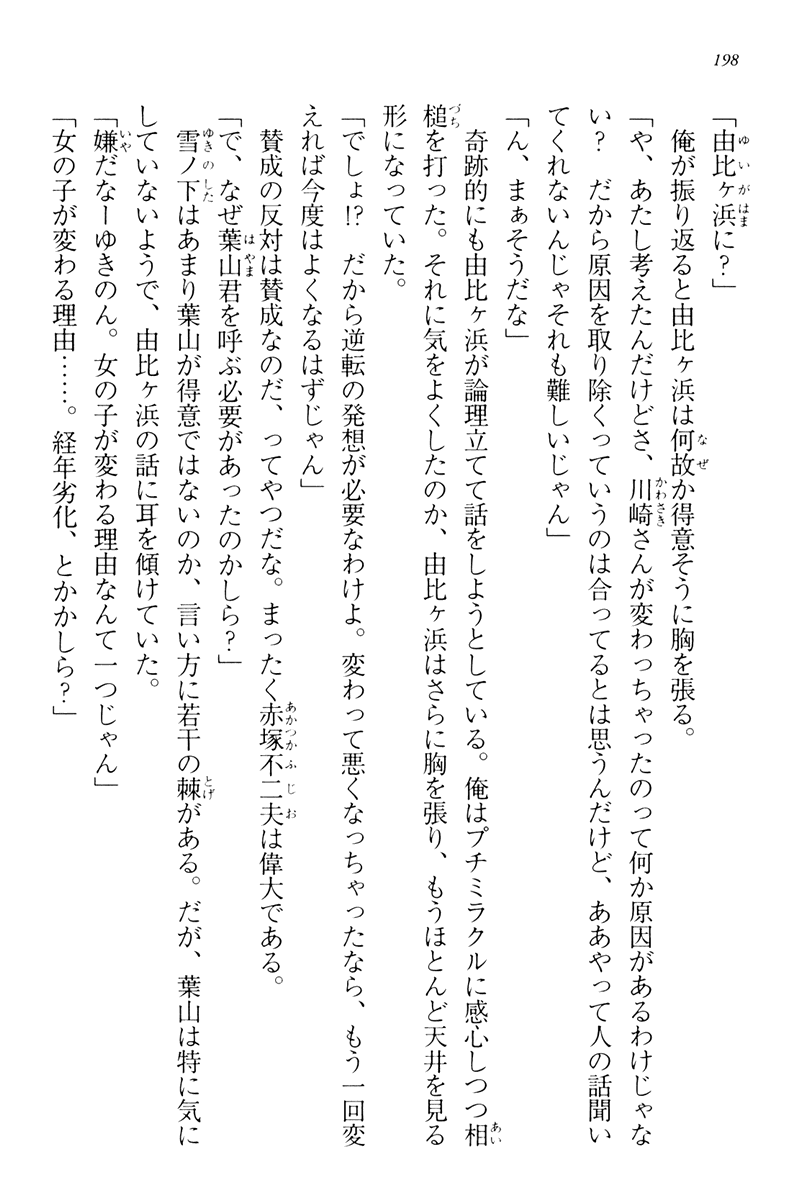 198
「由比ヶ浜に？」
　俺が振り返ると由比ヶ浜は何故か得意そうに胸を張る。
「や、あたし考えたんだけどさ、川崎さんが変わっちゃったのって何か原因があるわけじゃな
い？　だから原因を取り除くっていうのは合ってるとは思うんだけど、ああやって人の話聞い
てくれないんじゃそれも難しいじゃん」
「ん、まぁそうだな」
　奇跡的にも由比ヶ浜が論理立てて話をしようとしている。俺はプチミラクルに感心しつつ相
槌を打った。それに気をよくしたのか、由比ヶ浜はさらに胸を張り、もうほとんど天井を見る
形になっていた。
「でしょ!?　だから逆転の発想が必要なわけよ。変わって悪くなっちゃったなら、もう一回変
えれば今度はよくなるはずじゃん」
　賛成の反対は賛成なのだ、ってやつだな。まったく赤塚不二夫は偉大である。
「で、なぜ葉山君を呼ぶ必要があったのかしら？」
　雪ノ下はあまり葉山が得意ではないのか、言い方に若干の棘がある。だが、葉山は特に気に
していないようで、由比ヶ浜の話に耳を傾けていた。
「嫌だなーゆきのん。女の子が変わる理由なんて一つじゃん」
「女の子が変わる理由……。経年劣化、とかかしら？」